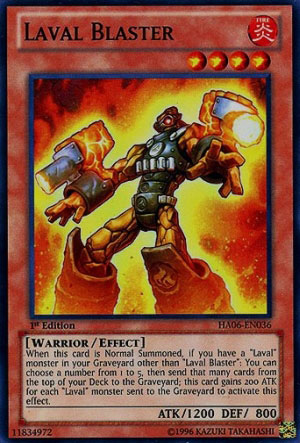 LAVAL BLASTER
FIRE
炎
1st Edition
HA06-EN036
[WARRIOR/EFFECT]
When this card is Normal Summoned, if you have a "Laval"
monster in your Graveyard other than "Laval Blaster": You can
choose a number from 1 to 5, then send that many cards from
the top of your Deck to the Graveyard; this card gains 200 ATK
for each "Laval" monster sent to the Graveyard to activate this
effect.
ATK/1200 DEF/ 800
11834972
©1996 KAZUKI TAKAHASHI